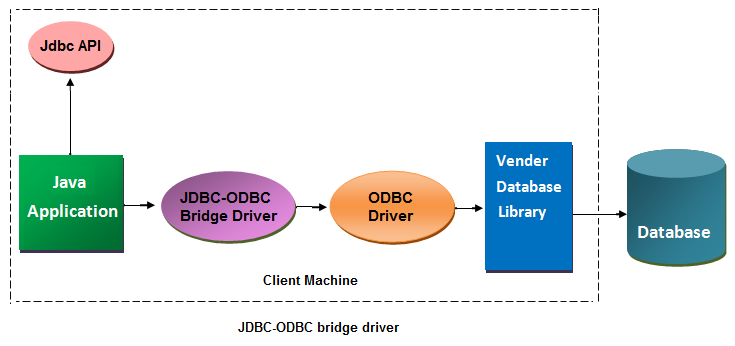 Jdbc API
Java
Application
JDBC-ODBC
Bridge Driver
ODBC
Driver
Vender
Database
Library
Database
Client Machine
JDBC-ODBC bridge driver